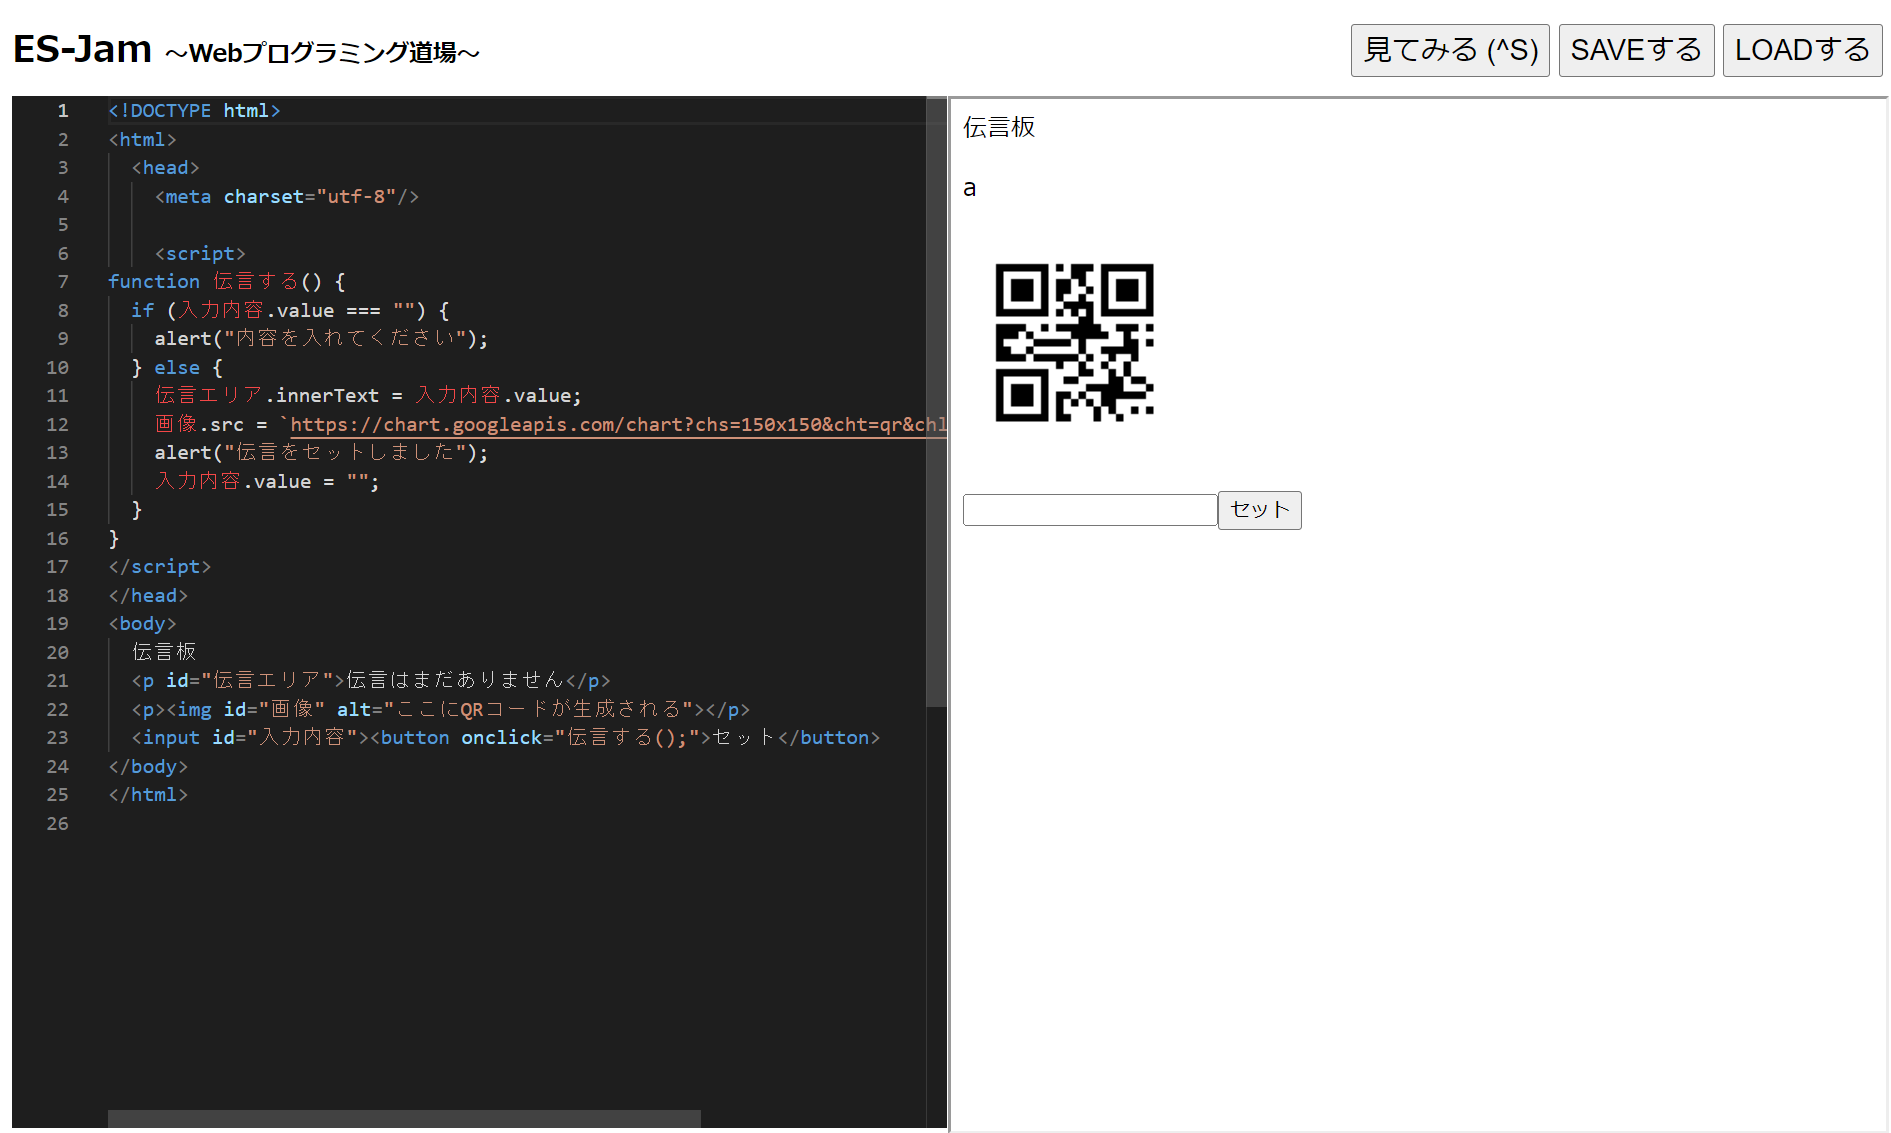 ES-Jam ～Webプログラミング道場～
見てみる (^S) SAVEする LOADする
1 <!DOCTYPE html>
2 <html>
3 <head>
4 <meta charset="utf-8"/>
5
6 <script>
7 function 伝言する() {
8 if (入力内容.value === "") {
9 alert("内容を入れてください");
10 } else {
11 伝言エリア.innerText = 入力内容.value;
12 画像.src = `https://chart.googleapis.com/chart?chs=150x150&cht=qr&chl
13 alert("伝言をセットしました");
14 入力内容.value = "";
15 }
16 }
17 </script>
18 </head>
19 <body>
20 伝言板
21 <p id="伝言エリア">伝言はまだありません</p>
22 <p><img id="画像" alt="ここにQRコードが生成される"></p>
23 <input id="入力内容"><button onclick="伝言する();">セット</button>
24 </body>
25 </html>
26
伝言板
a
セット